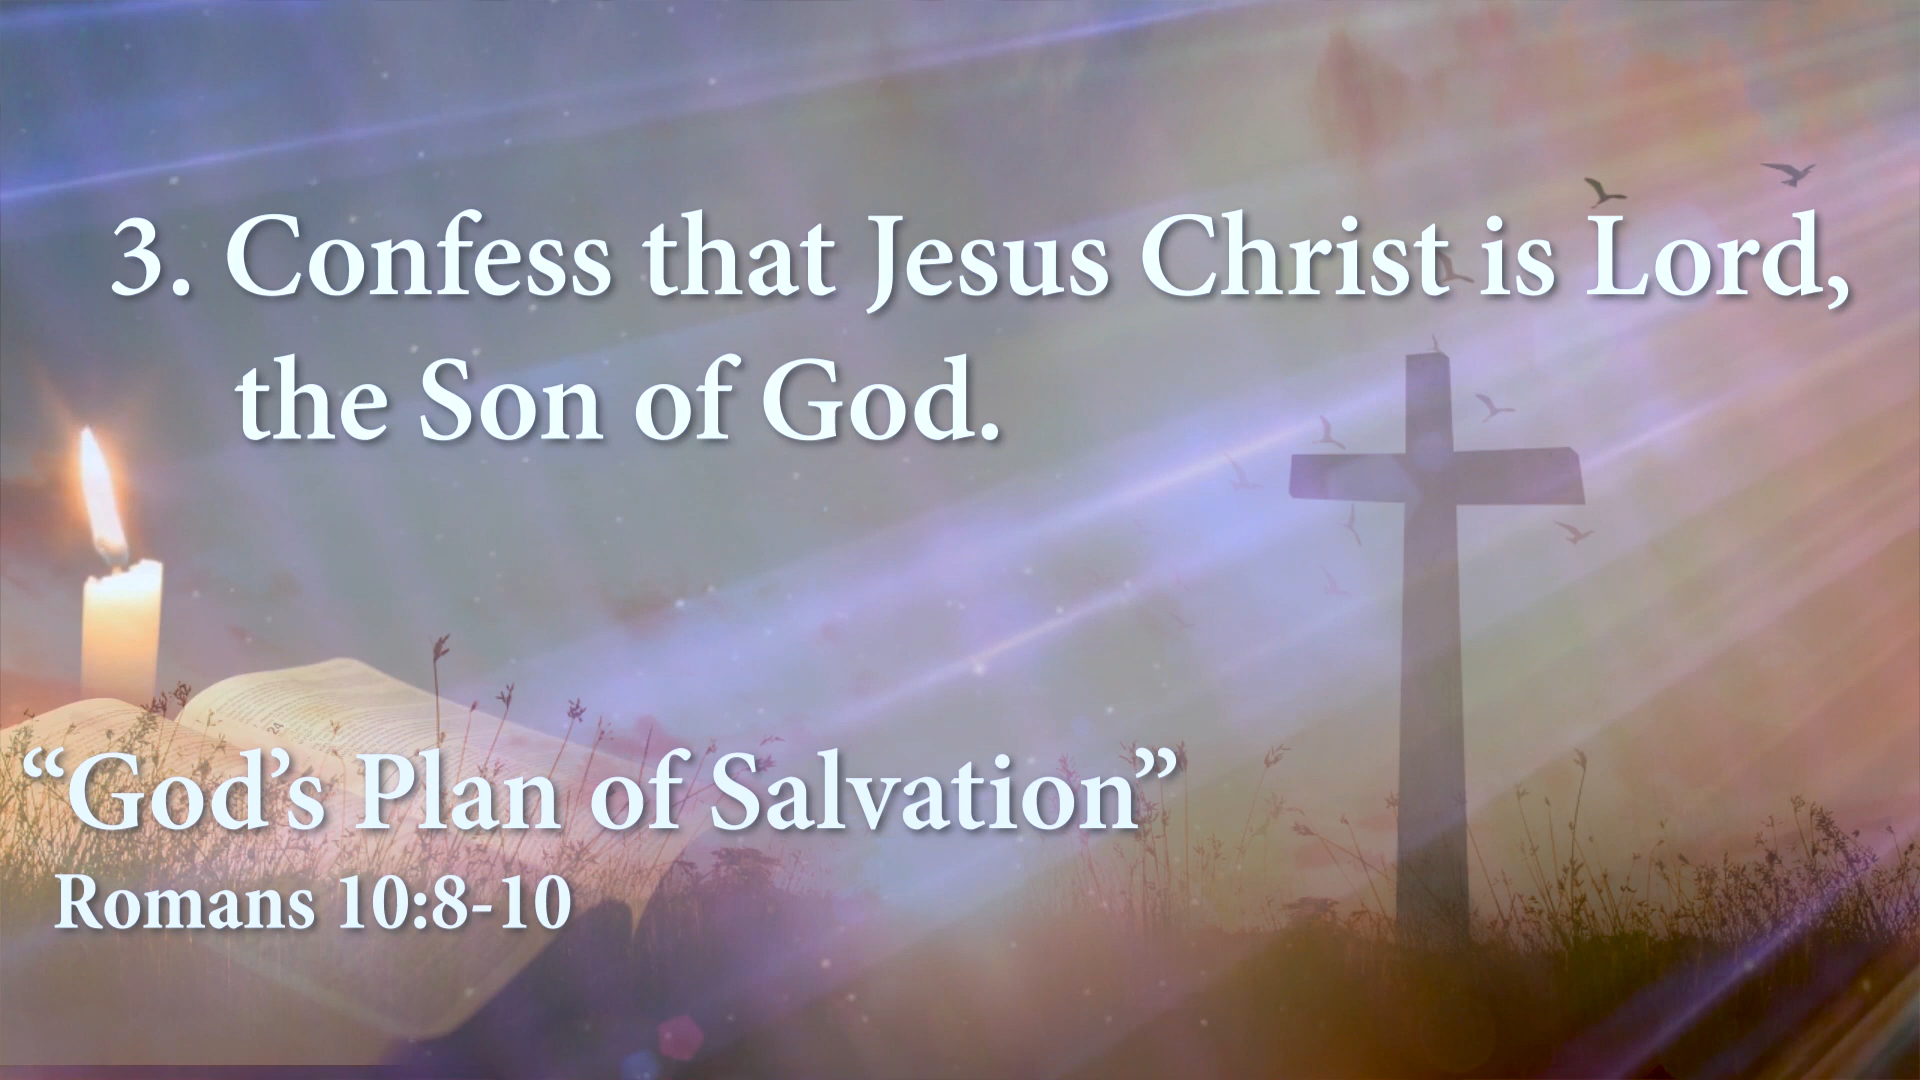 3. Confess that Jesus Christ is Lord,
the Son of God.
“God’s Plan of Salvation”
Romans 10:8-10